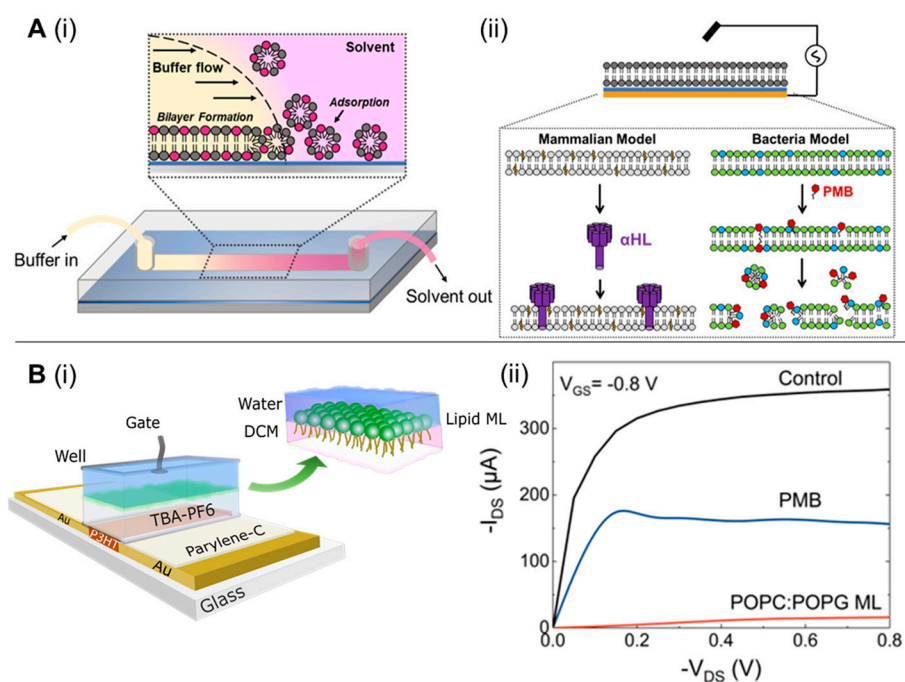 A (i)
Buffer flow
Solvent
Bilayer Formation
Adsorption
Buffer in
Solvent out
(ii)
Mammalian Model
Bacteria Model
PMB
αHL
B (i)
Gate
Well
Water
DCM
Lipid ML
TBA-PF6
Au
P3HT
Parylene-C
Au
Glass
(ii)
V_GS= -0.8 V
Control
PMB
POPC:POPG ML
-I_DS (µA)
300
200
100
0
0.0 0.2 0.4 0.6 0.8
-V_DS (V)